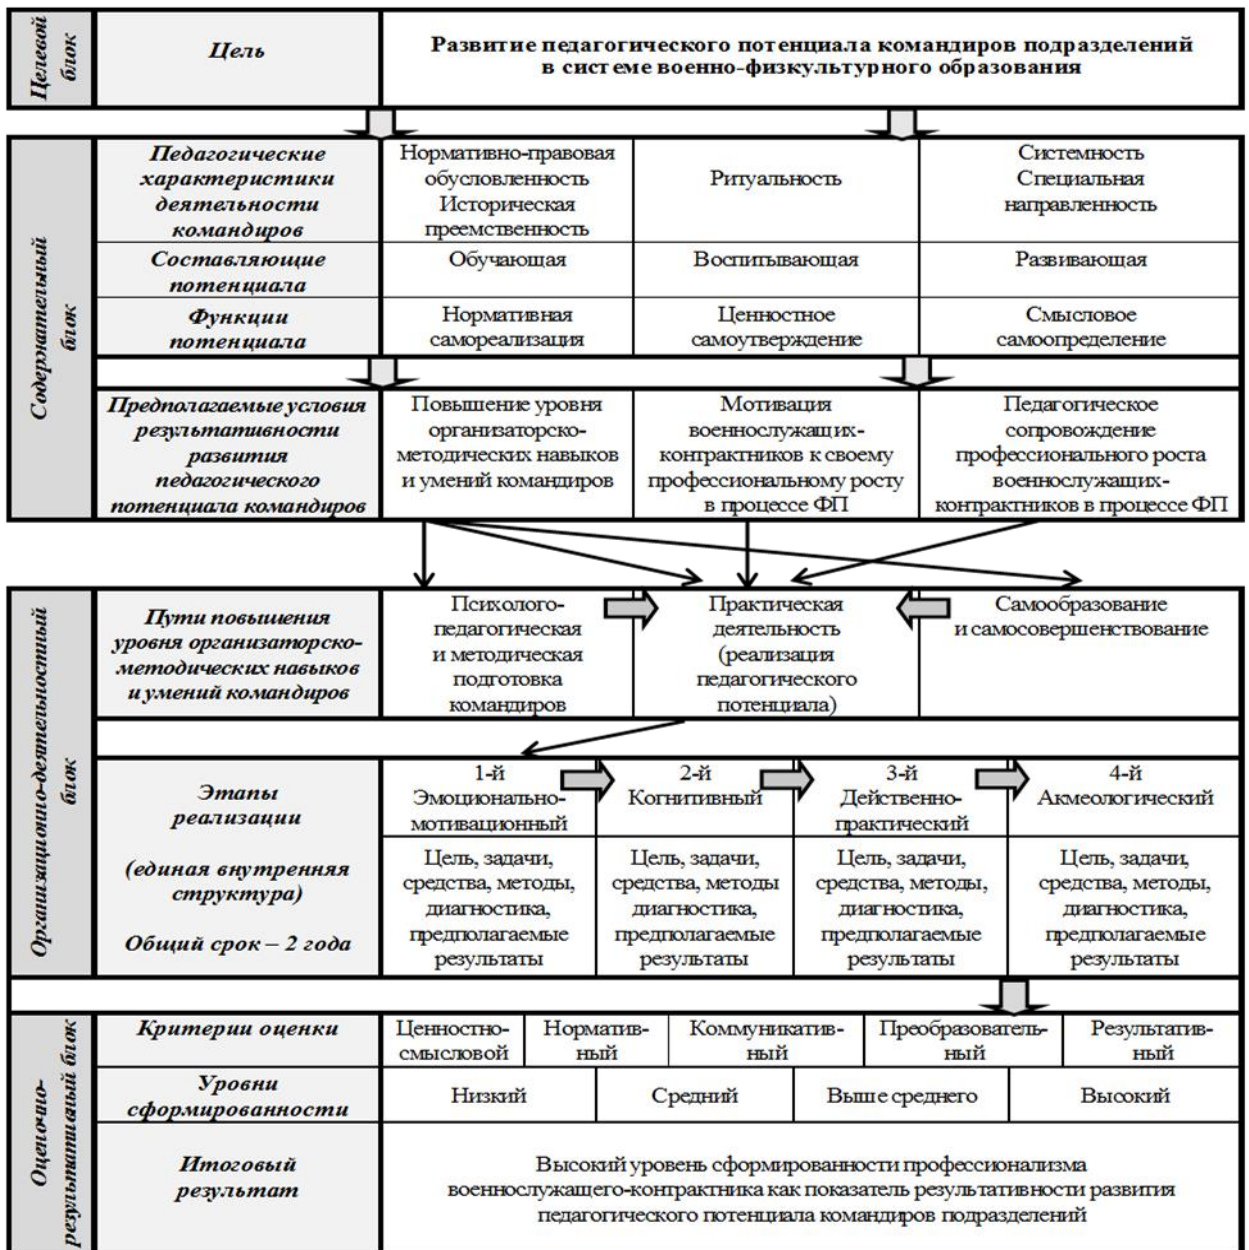 Целевой
блок
Цель
Развитие педагогического потенциала командиров подразделений
в системе военно-физкультурного образования
Содержательный
блок
Педагогические
характеристики
деятельности
командиров
Нормативно-правовая
обусловленность
Историческая
преемственность
Ритуальность
Системность
Специальная
направленность
Составляющие
потенциала
Обучающая
Воспитывающая
Развивающая
Функции
потенциала
Нормативная
самореализация
Ценностное
самоутверждение
Смысловое
самоопределение
Предполагаемые условия
результативности
развития
педагогического
потенциала командиров
Повышение уровня
организаторско-
методических навыков
и умений командиров
Мотивация
военнослужащих-
контрактников к своему
профессиональному росту
в процессе ФП
Педагогическое
сопровождение
профессионального роста
военнослужащих-
контрактников в процессе ФП
Организационно-деятельностный
блок
Пути повышения
уровня организаторско-
методических навыков
и умений командиров
Психолого-
педагогическая
и методическая
подготовка
командиров
Практическая
деятельность
(реализация
педагогического
потенциала)
Самообразование
и самосовершенствование
Этапы
реализации
(единая внутренняя
структура)
Общий срок – 2 года
1-й
Эмоционально-
мотивационный
2-й
Когнитивный
3-й
Действенно-
практический
4-й
Акмеологический
Цель, задачи,
средства, методы,
диагностика,
предполагаемые
результаты
Цель, задачи,
средства, методы
диагностика,
предполагаемые
результаты
Цель, задачи,
средства, методы,
диагностика,
предполагаемые
результаты
Цель, задачи,
средства, методы,
диагностика,
предполагаемые
результаты
Оценочно-
результативный блок
Критерии оценки
Ценностно-
смысловой
Норматив-
ный
Коммуникатив-
ный
Преобразователь-
ный
Результатив-
ный
Уровни
сформированности
Низкий
Средний
Выше среднего
Высокий
Итоговый
результат
Высокий уровень сформированности профессионализма
военнослужащего-контрактника как показатель результативности развития
педагогического потенциала командиров подразделений